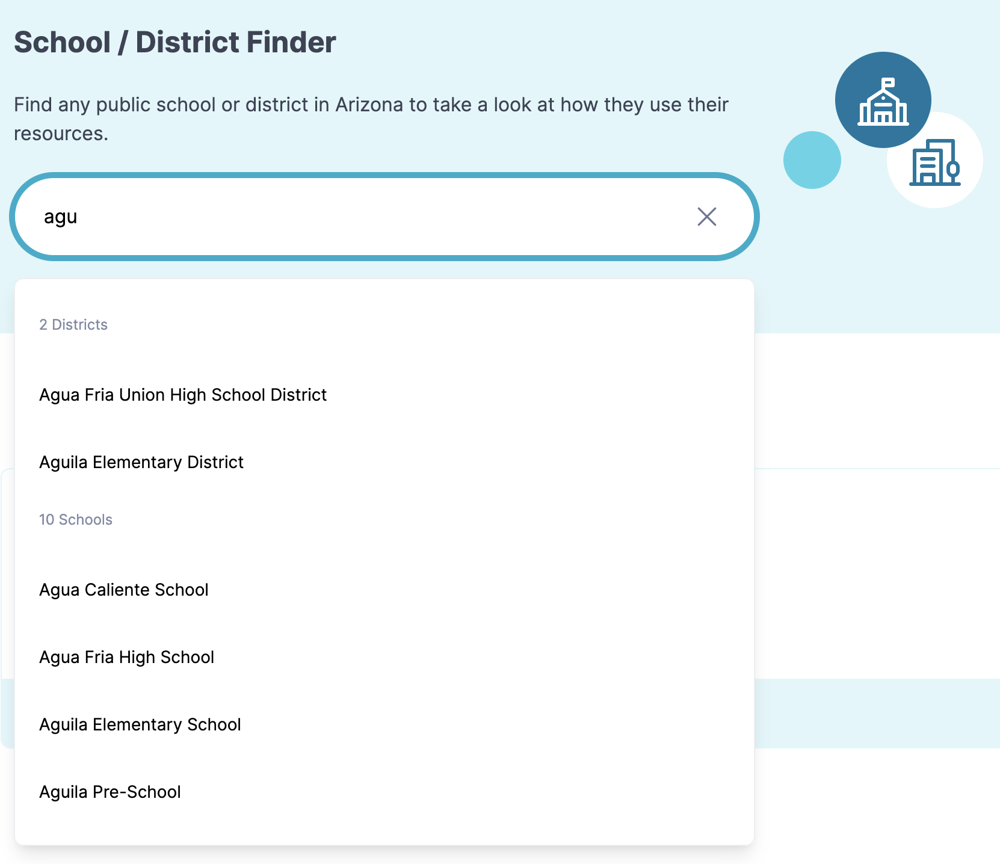 School / District Finder
Find any public school or district in Arizona to take a look at how they use their
resources.
agu
2 Districts
Agua Fria Union High School District
Aguila Elementary District
10 Schools
Agua Caliente School
Agua Fria High School
Aguila Elementary School
Aguila Pre-School